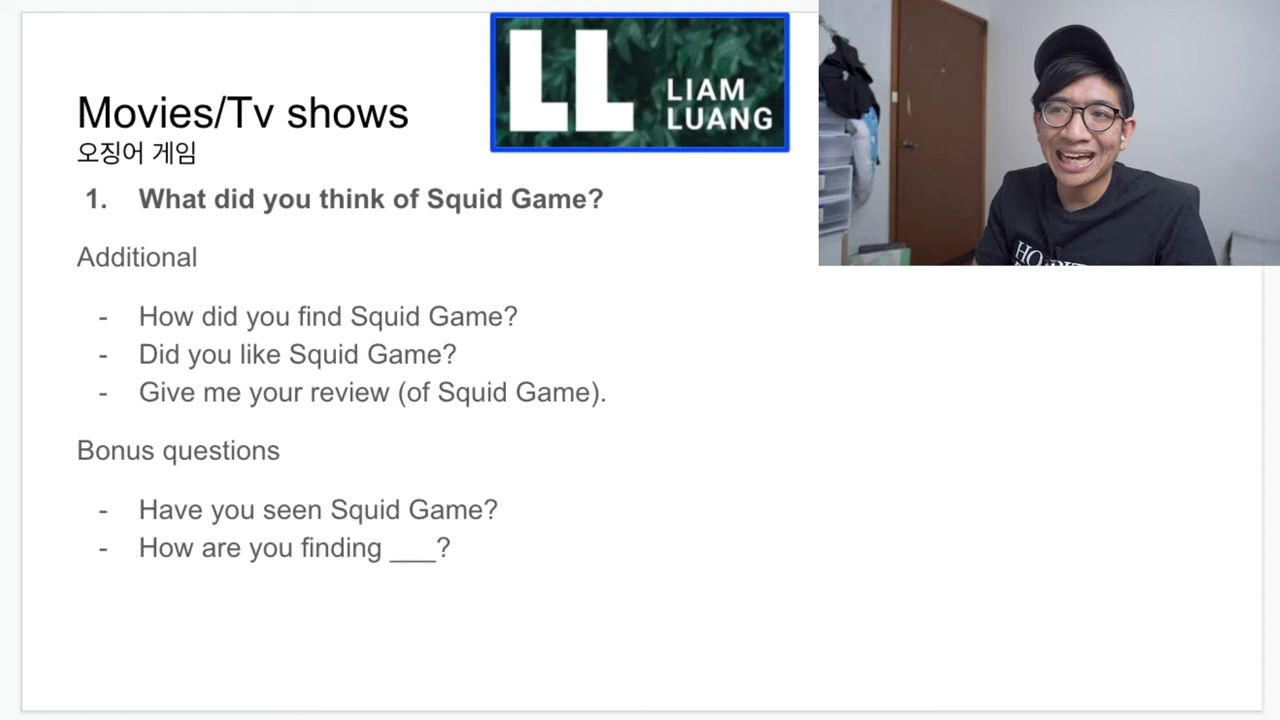 LL
LIAM
LUANG
Movies/Tv shows
오징어 게임
1. What did you think of Squid Game?
Additional
- How did you find Squid Game?
- Did you like Squid Game?
- Give me your review (of Squid Game).
Bonus questions
- Have you seen Squid Game?
- How are you finding ___?